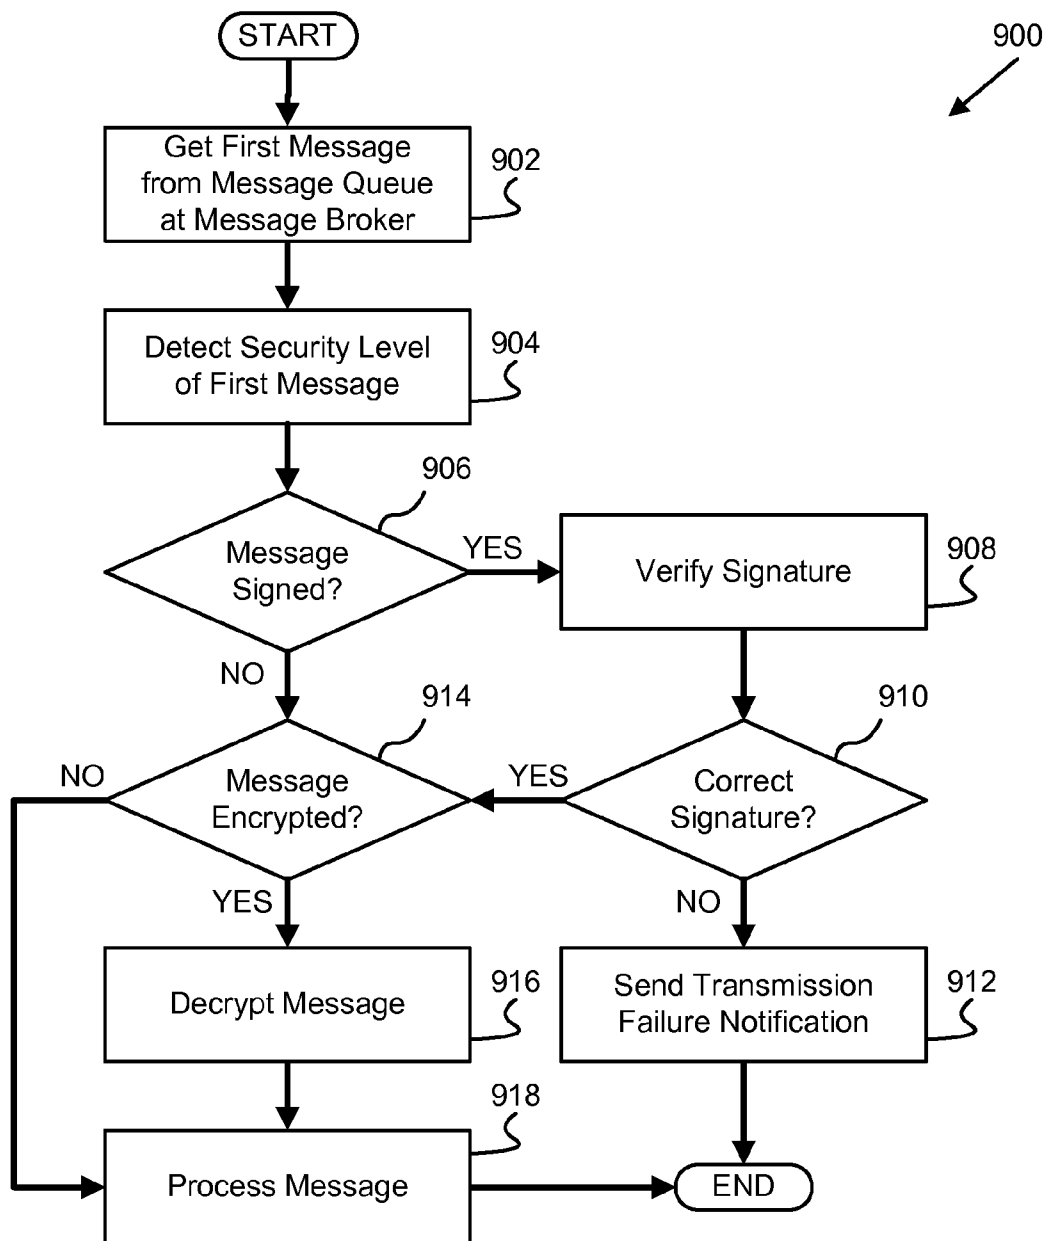 START
900
Get First Message
from Message Queue
at Message Broker
902
Detect Security Level
of First Message
904
906
Message
Signed?
YES
Verify Signature
908
NO
914
910
NO
Message
Encrypted?
YES
Correct
Signature?
YES
NO
Decrypt Message
916
Send Transmission
Failure Notification
912
918
Process Message
END